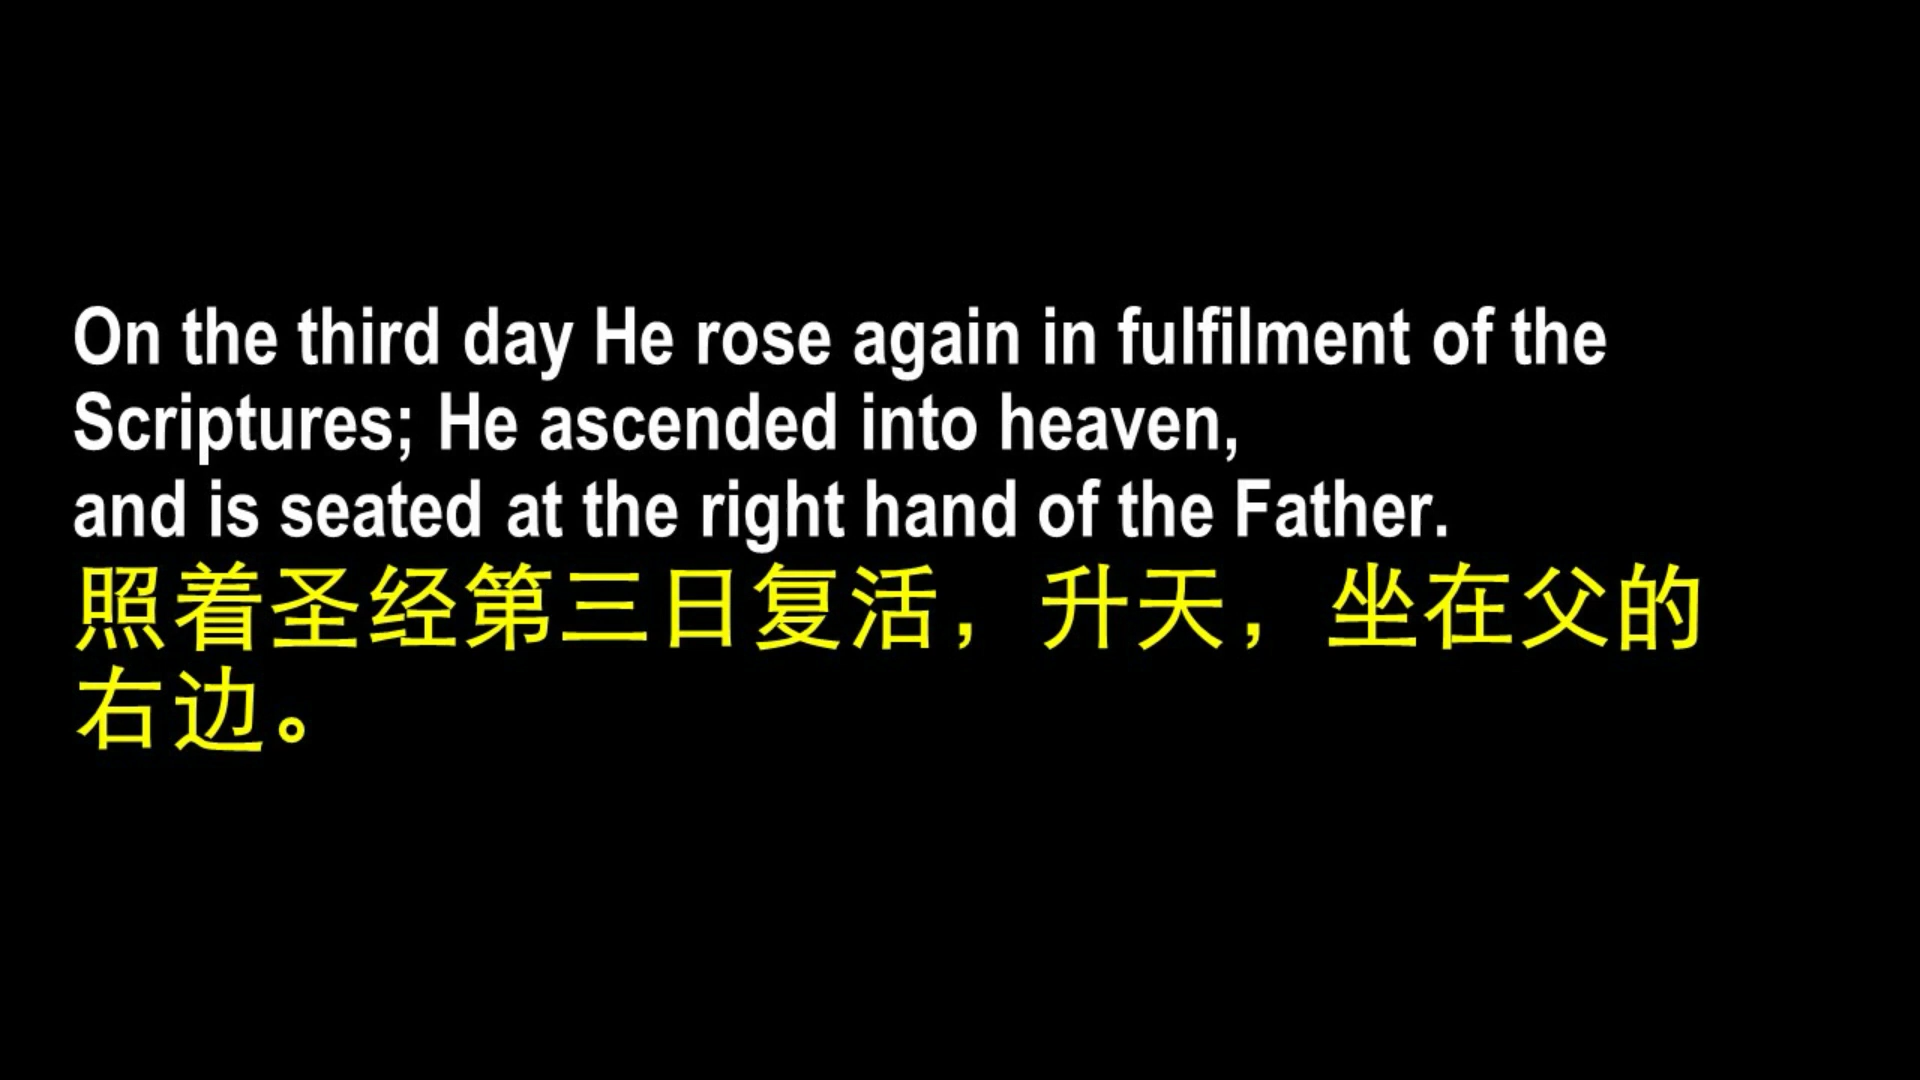 On the third day He rose again in fulfilment of the
Scriptures; He ascended into heaven,
and is seated at the right hand of the Father.
照着圣经第三日复活，升天，坐在父的
右边。